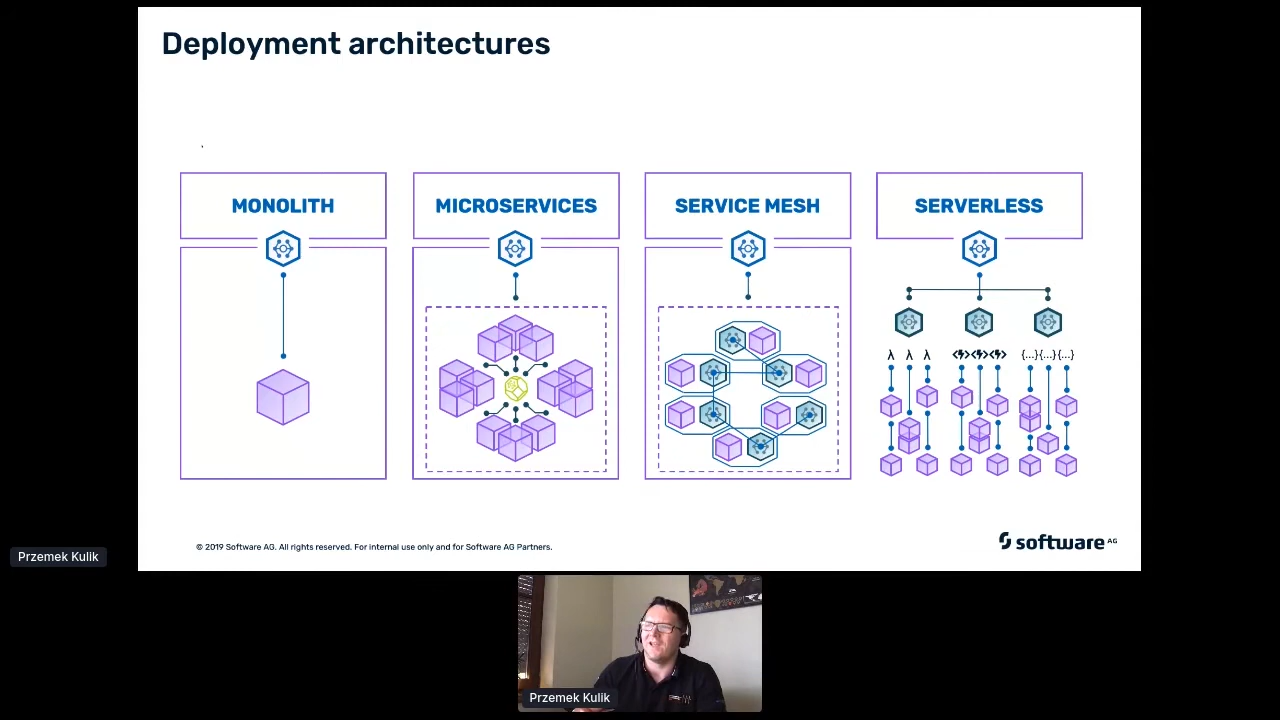 Deployment architectures
MONOLITH
MICROSERVICES
SERVICE MESH
SERVERLESS
λ λ λ
<⚡><⚡><⚡>
{...}{...}{...}
© 2019 Software AG. All rights reserved. For internal use only and for Software AG Partners.
software AG
Przemek Kulik
Przemek Kulik